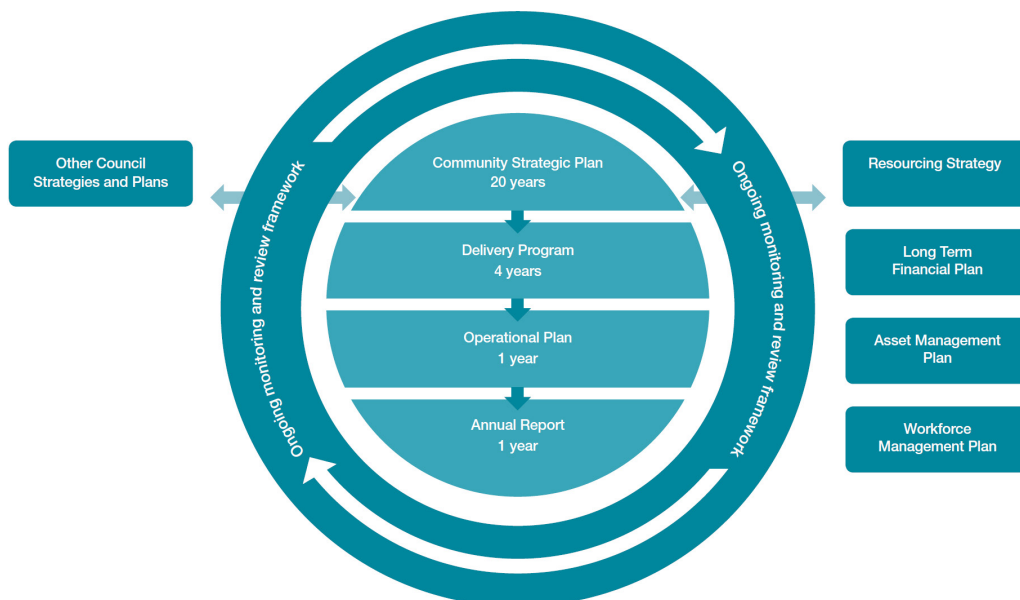 Other Council
Strategies and Plans
Ongoing monitoring and review framework
Community Strategic Plan
20 years
Delivery Program
4 years
Operational Plan
1 year
Annual Report
1 year
Ongoing monitoring and review framework
Resourcing Strategy
Long Term
Financial Plan
Asset Management
Plan
Workforce
Management Plan